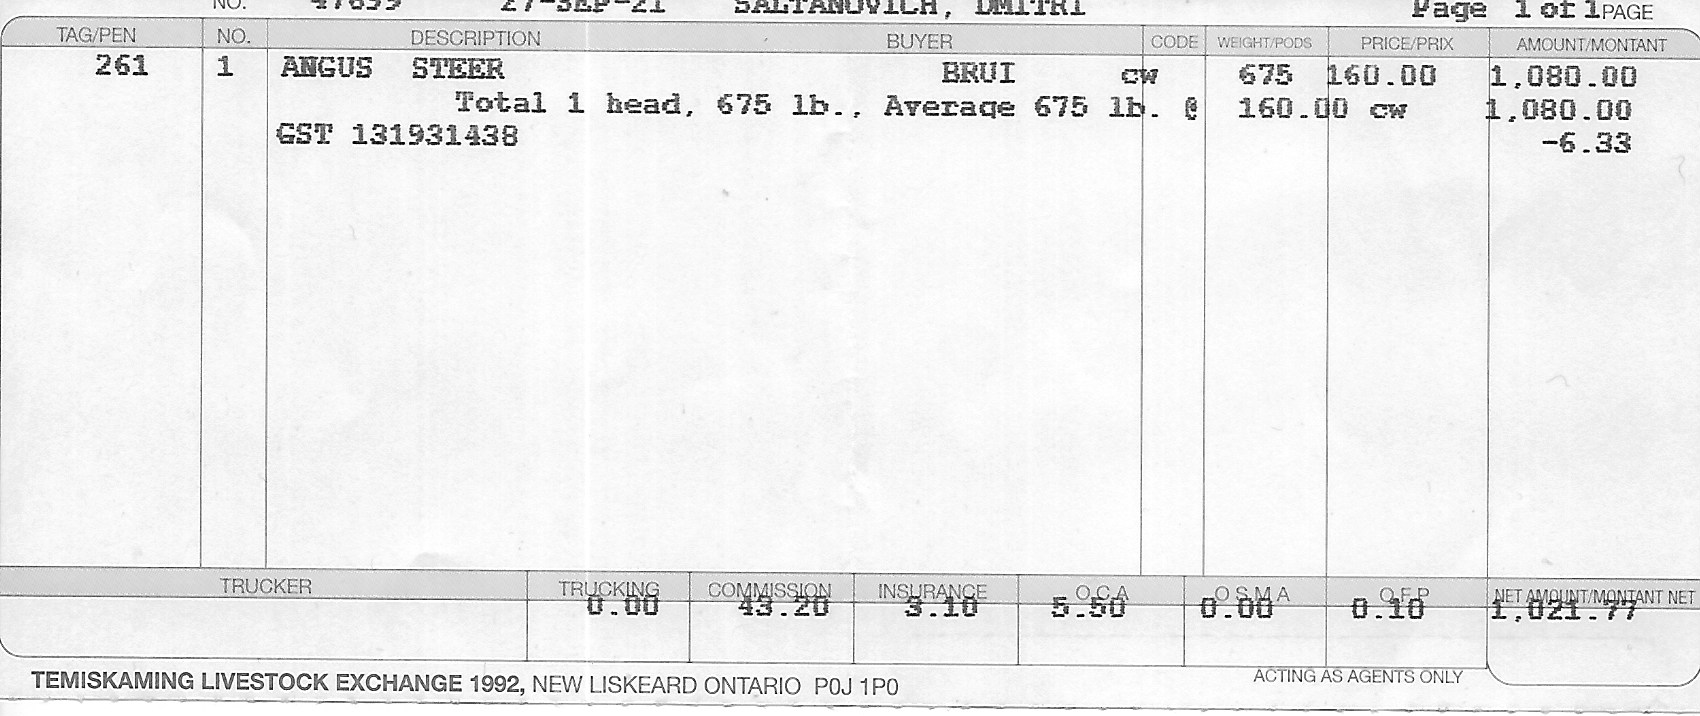 NO. 47699 27-SEP-21 SALTANOVICH, DMITRI Page 1 of 1 PAGE
TAG/PEN NO. DESCRIPTION BUYER CODE WEIGHT/PODS PRICE/PRIX AMOUNT/MONTANT
261 1 ANGUS STEER BRUI cw 675 160.00 1,080.00
Total 1 head, 675 lb., Average 675 lb. @ 160.00 cw 1,080.00
GST 131931438 -6.33
TRUCKER TRUCKING COMMISSION INSURANCE O.C.A O.S.M.A O.F.P NET AMOUNT/MONTANT NET
0.00 43.20 3.10 5.50 0.00 0.10 1,021.77
TEMISKAMING LIVESTOCK EXCHANGE 1992, NEW LISKEARD ONTARIO P0J 1P0 ACTING AS AGENTS ONLY